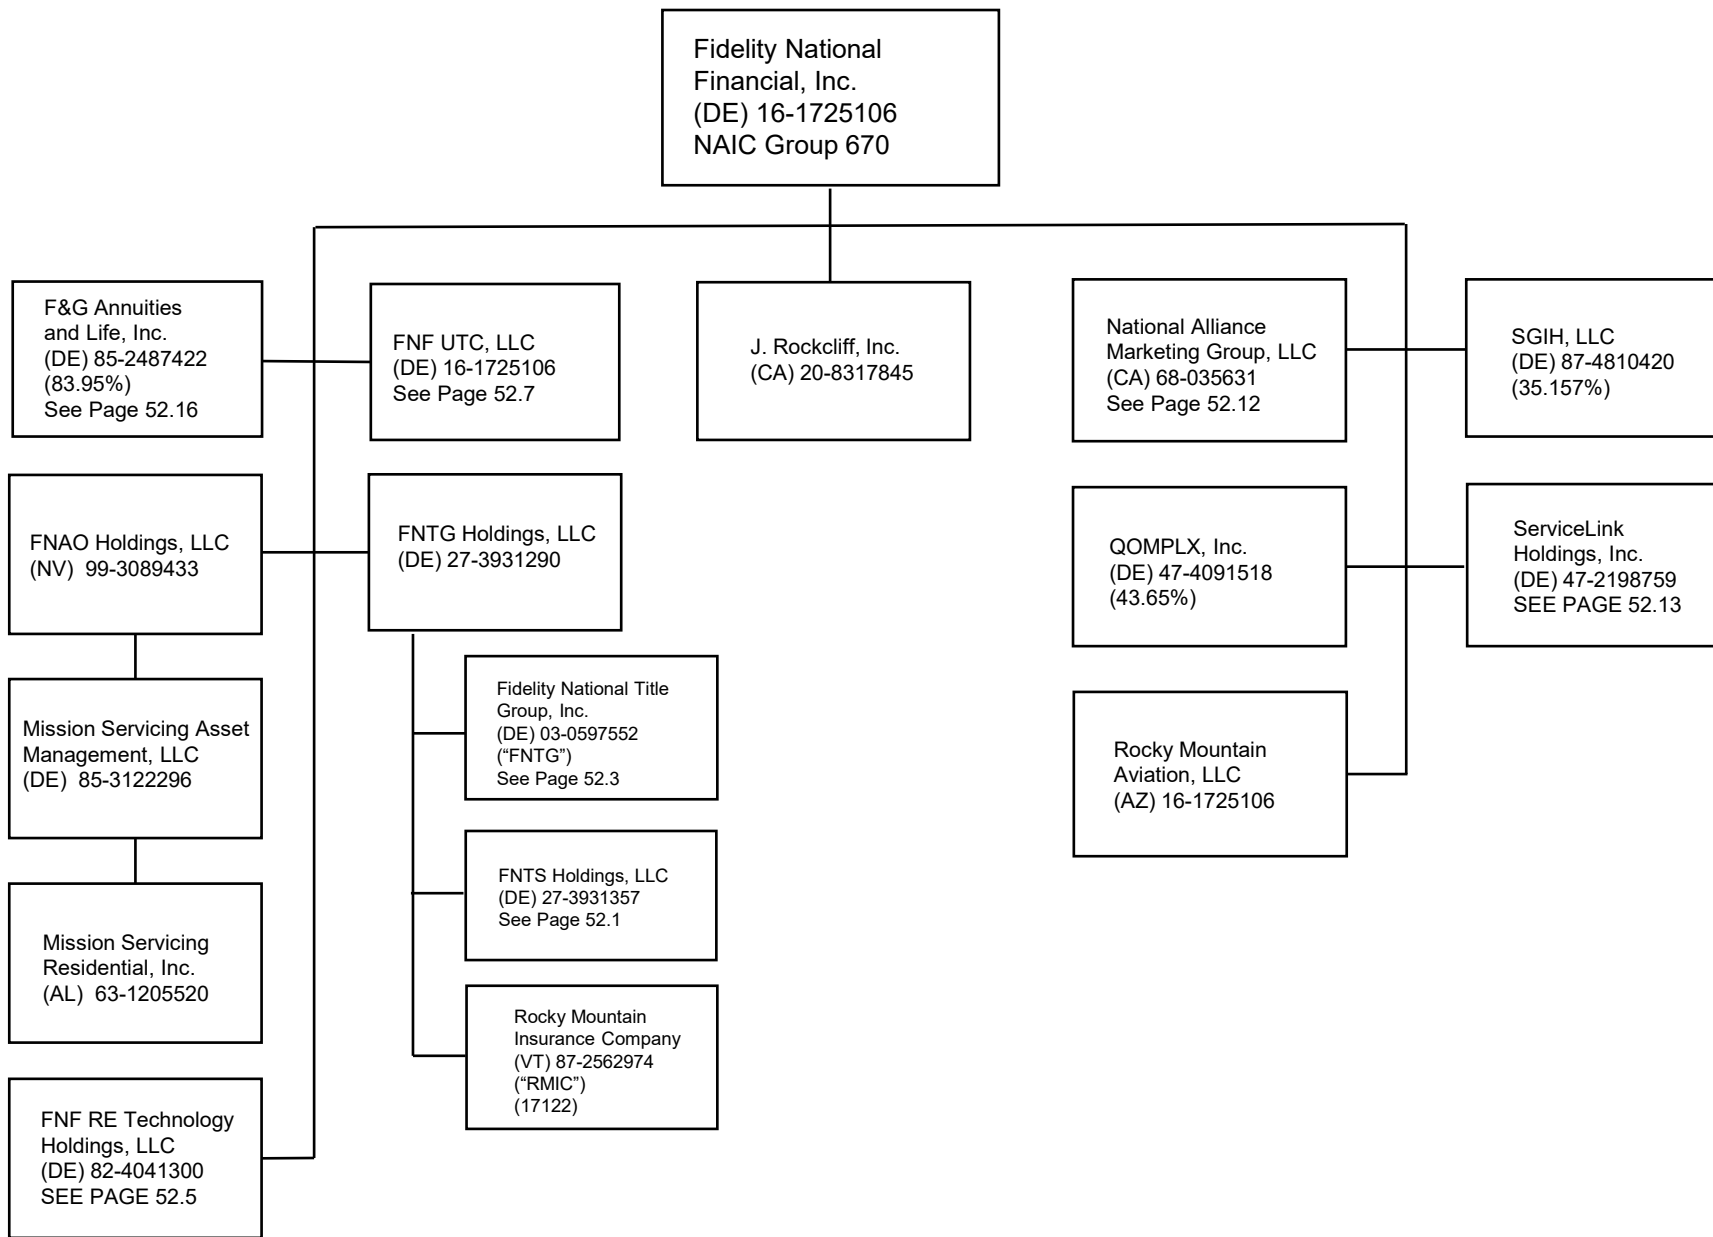 Fidelity National
Financial, Inc.
(DE) 16-1725106
NAIC Group 670
F&G Annuities
and Life, Inc.
(DE) 85-2487422
(83.95%)
See Page 52.16
FNF UTC, LLC
(DE) 16-1725106
See Page 52.7
J. Rockcliff, Inc.
(CA) 20-8317845
National Alliance
Marketing Group, LLC
(CA) 68-035631
See Page 52.12
SGIH, LLC
(DE) 87-4810420
(35.157%)
FNAO Holdings, LLC
(NV)  99-3089433
FNTG Holdings, LLC
(DE) 27-3931290
QOMPLX, Inc.
(DE) 47-4091518
(43.65%)
ServiceLink
Holdings, Inc.
(DE) 47-2198759
SEE PAGE 52.13
Mission Servicing Asset
Management, LLC
(DE)  85-3122296
Fidelity National Title
Group, Inc.
(DE) 03-0597552
(“FNTG”)
See Page 52.3
Rocky Mountain
Aviation, LLC
(AZ) 16-1725106
FNTS Holdings, LLC
(DE) 27-3931357
See Page 52.1
Mission Servicing
Residential, Inc.
(AL)  63-1205520
Rocky Mountain
Insurance Company
(VT) 87-2562974
(“RMIC”)
(17122)
FNF RE Technology
Holdings, LLC
(DE) 82-4041300
SEE PAGE 52.5